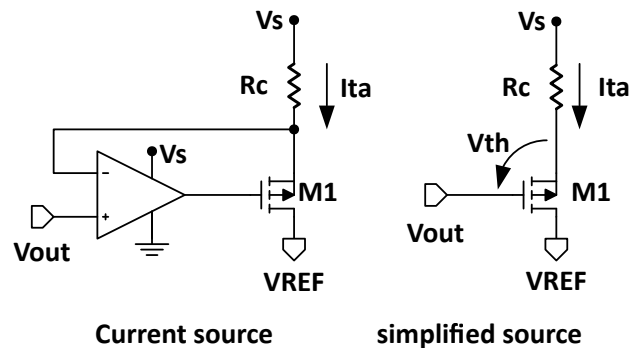 Vs
Rc
Ita
Vs
-
+
Vout
M1
VREF
Current source
Vs
Rc
Ita
Vth
M1
Vout
VREF
simplified source